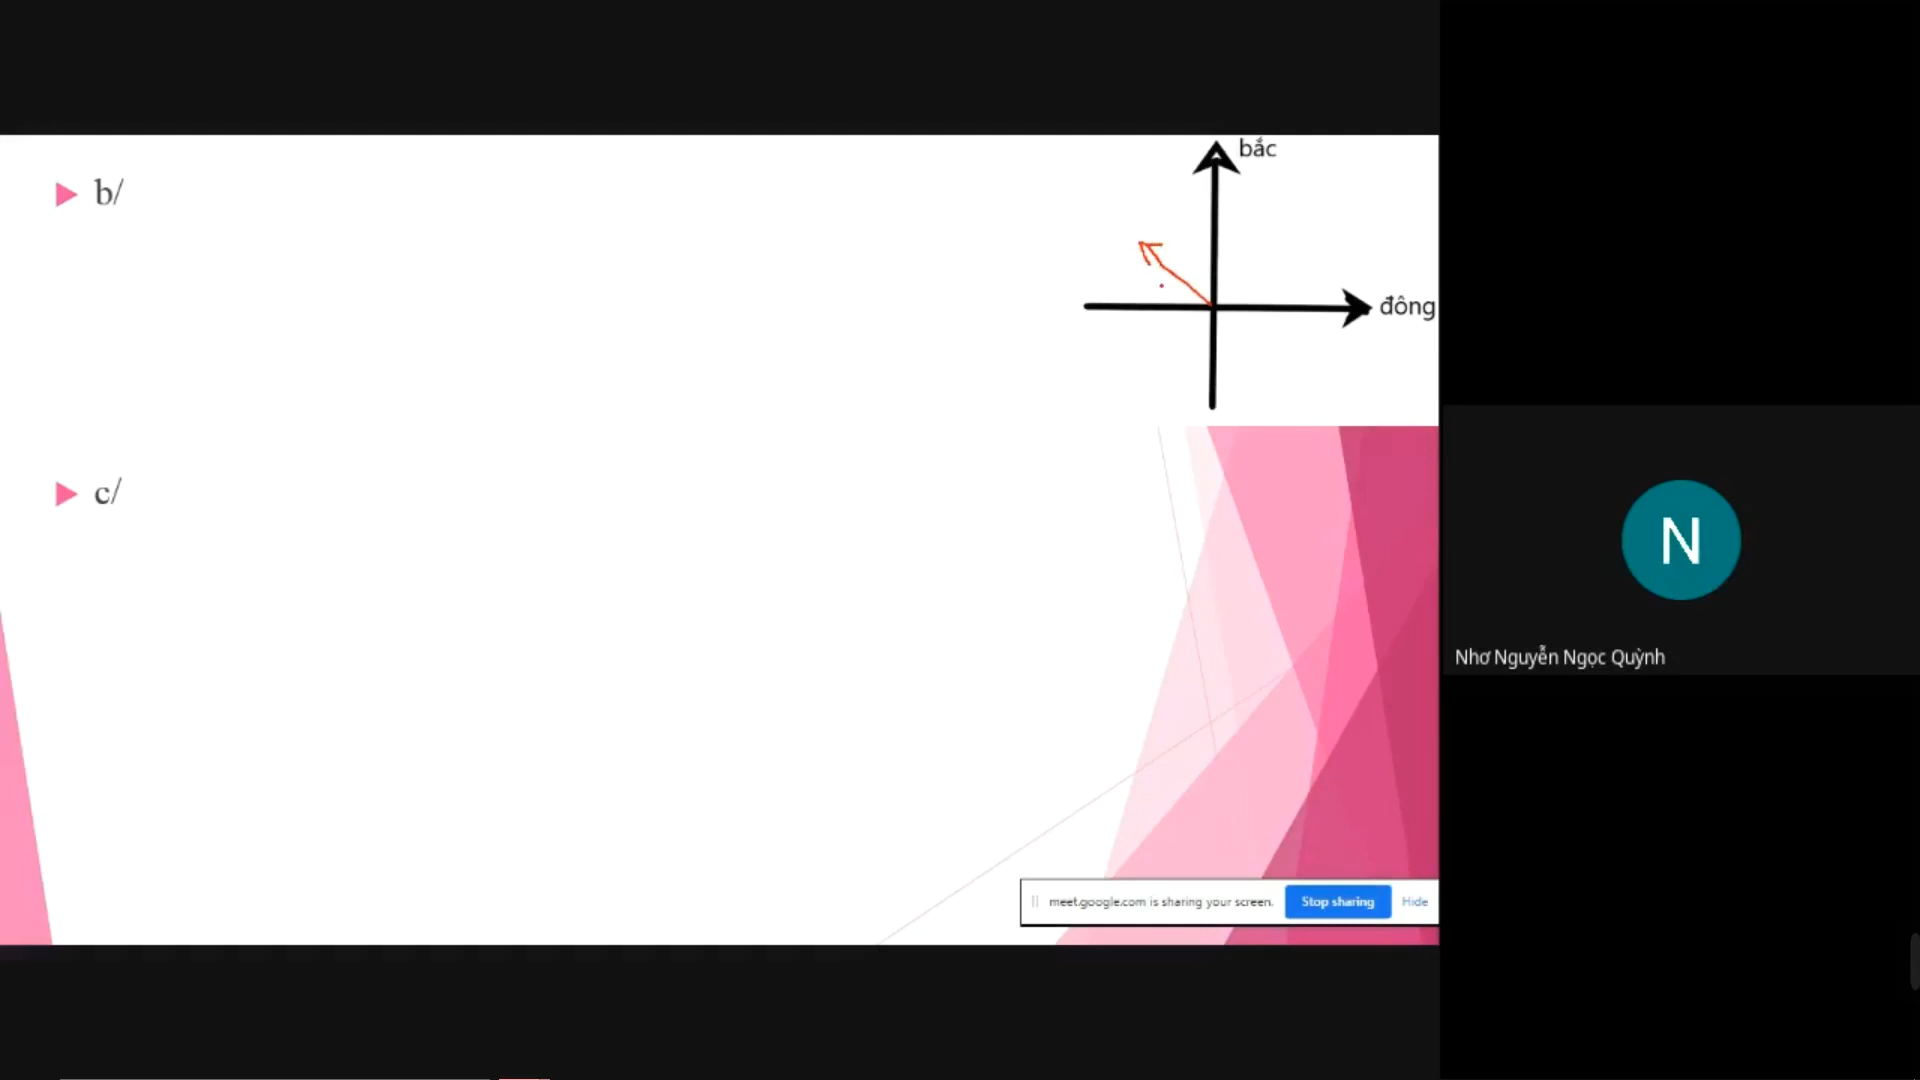 bắc
b/
đông
c/
N
Nhơ Nguyễn Ngọc Quỳnh
meet.google.com is sharing your screen. Stop sharing Hide